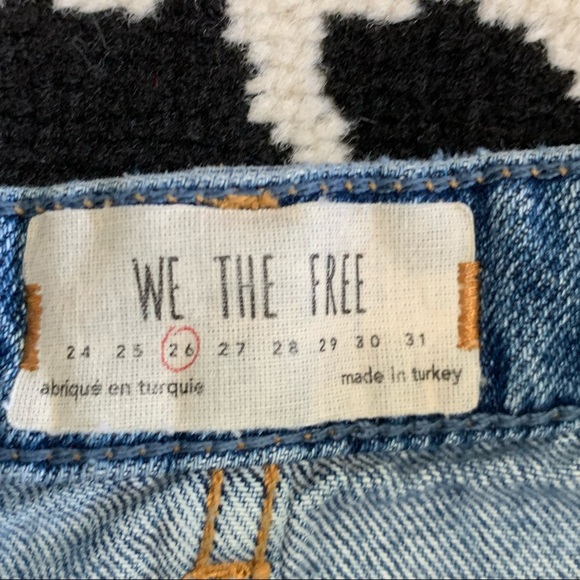 WE THE FREE
24 25 26 27 28 29 30 31
abriqué en turquie
made in turkey